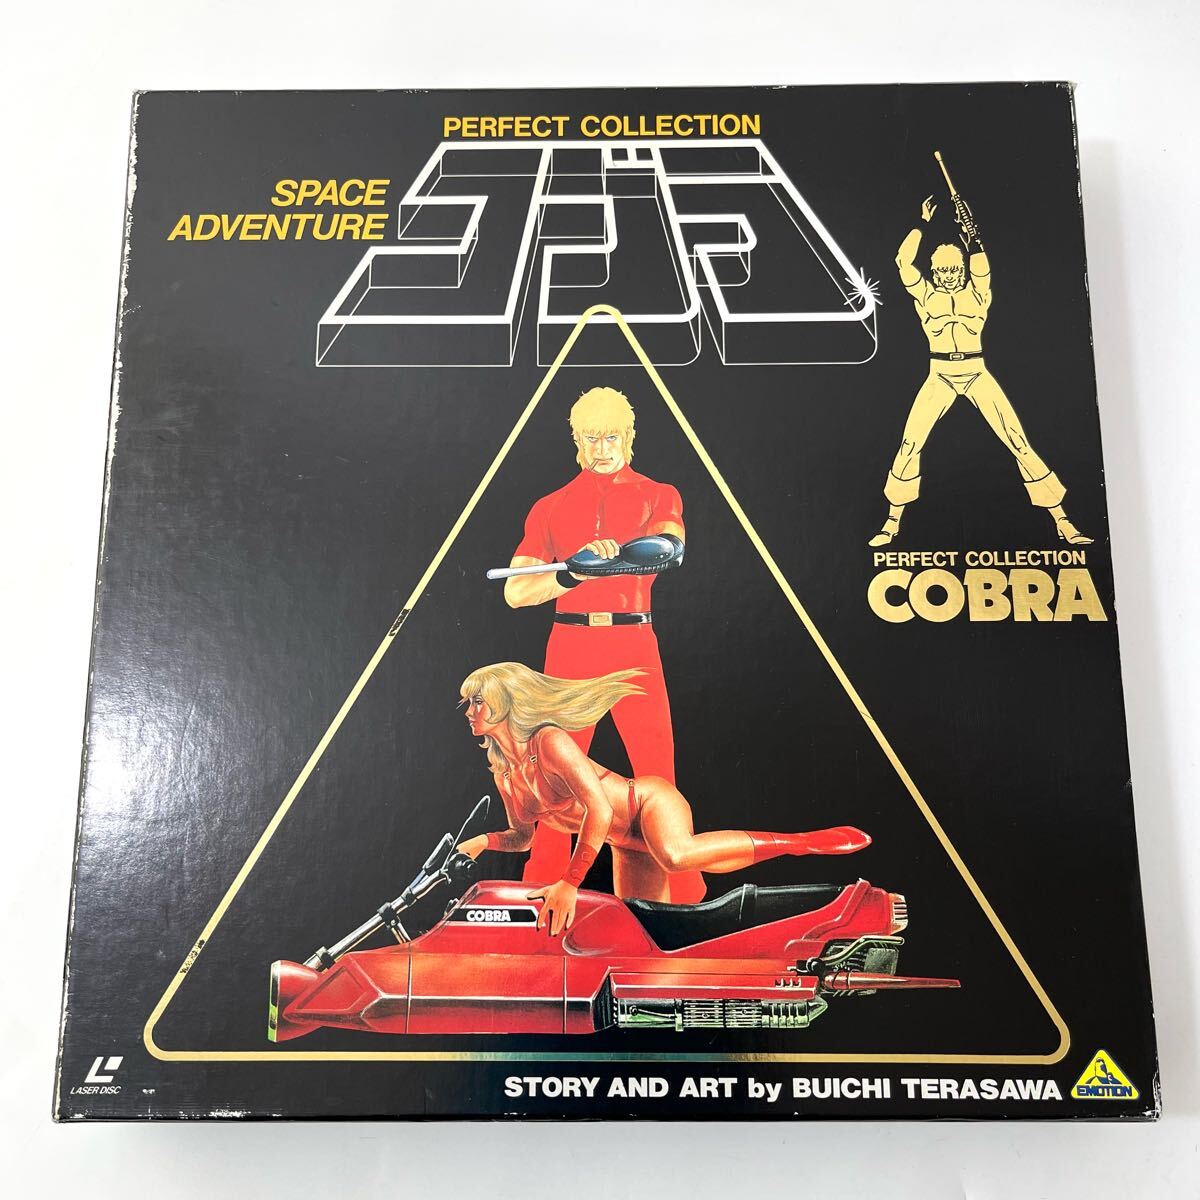 PERFECT COLLECTION
SPACE
ADVENTURE
コブラ
PERFECT COLLECTION
COBRA
COBRA
LASER DISC
STORY AND ART by BUICHI TERASAWA
EMOTION